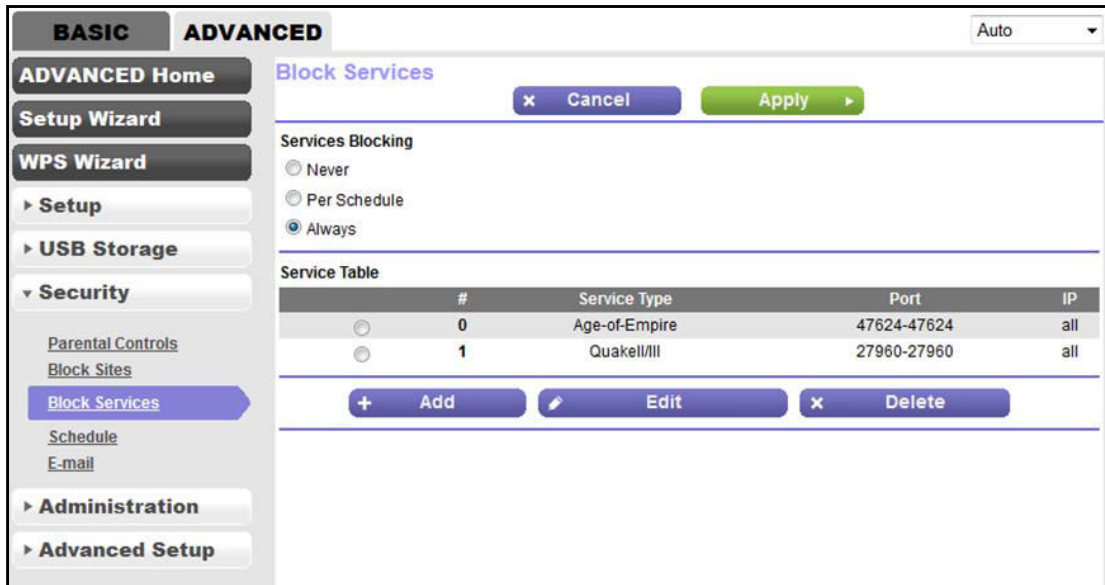 BASIC ADVANCED Auto
ADVANCED Home
Setup Wizard
WPS Wizard
Setup
USB Storage
Security
Parental Controls
Block Sites
Block Services
Schedule
E-mail
Administration
Advanced Setup
Block Services
Cancel Apply
Services Blocking
Never
Per Schedule
Always
Service Table
# Service Type Port IP
0 Age-of-Empire 47624-47624 all
1 QuakeII/III 27960-27960 all
Add Edit Delete